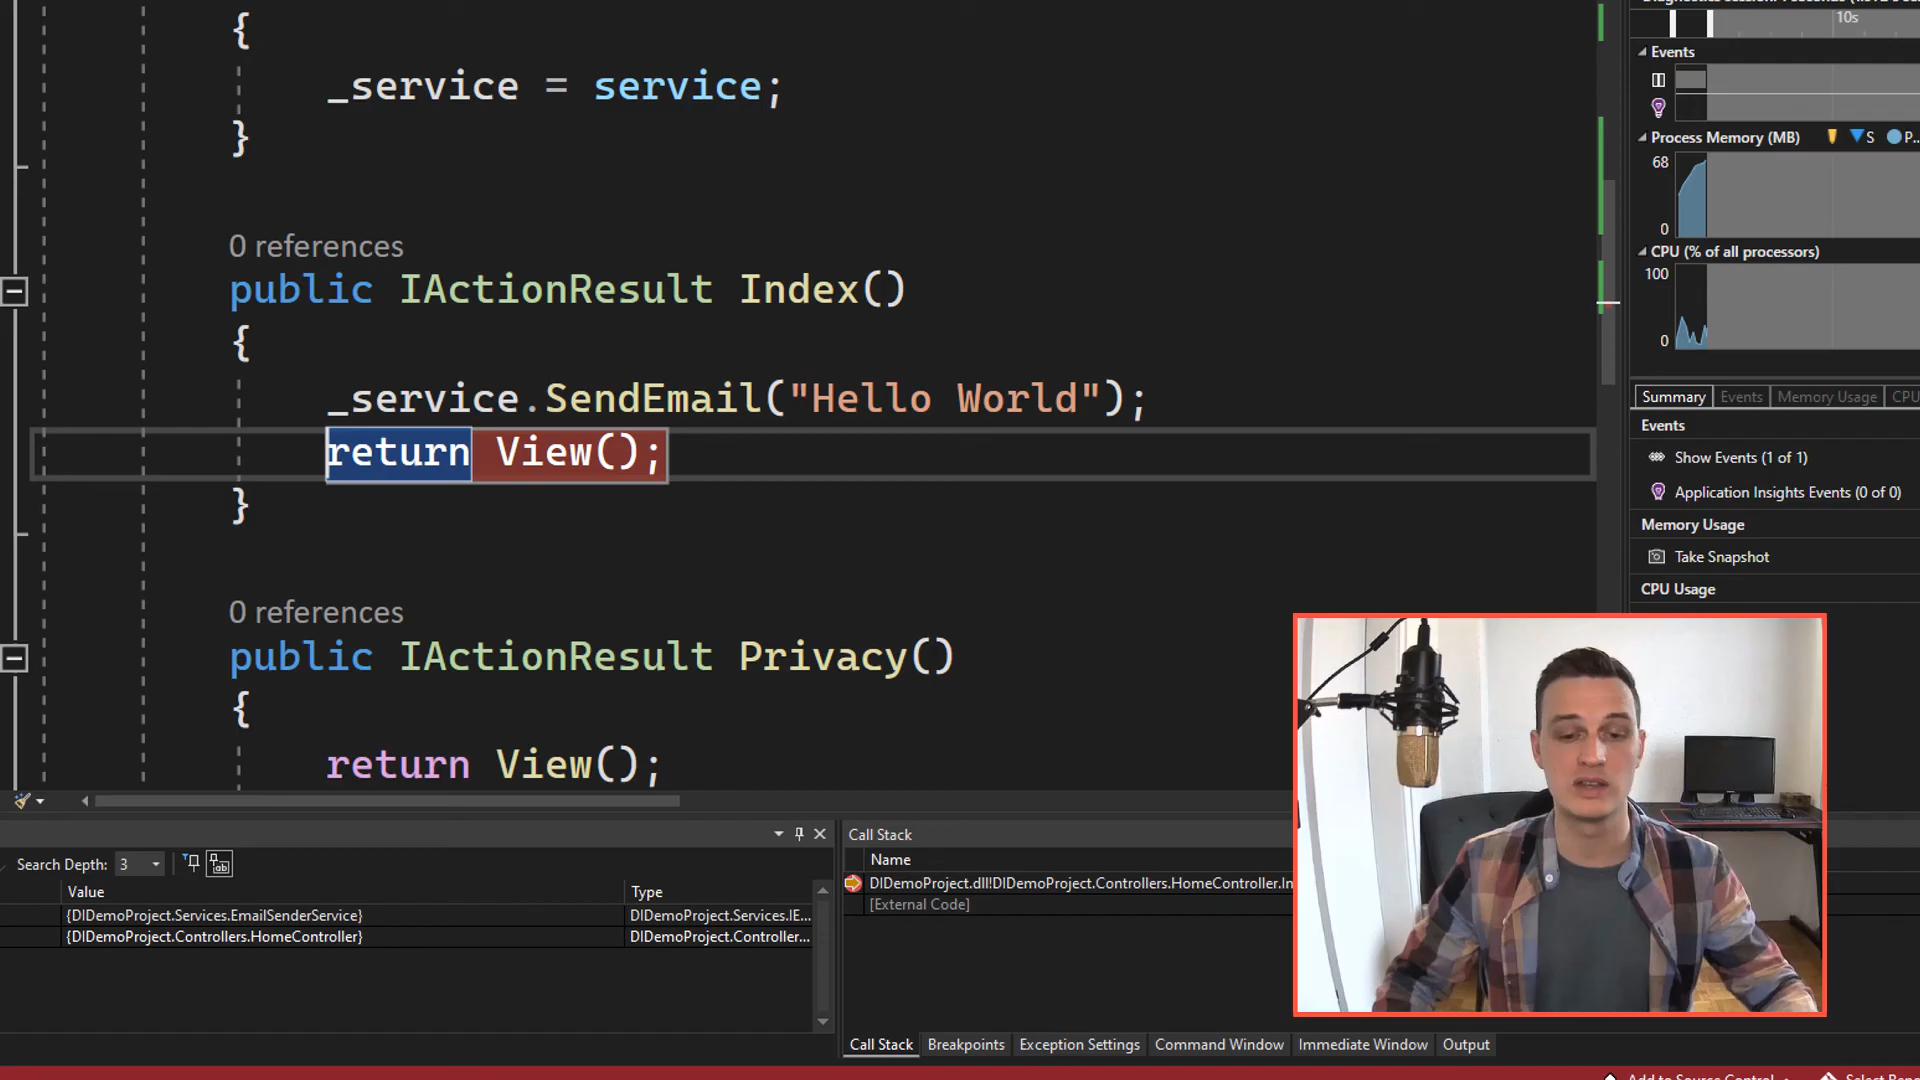 {
_service = service;
}
0 references
public IActionResult Index()
{
_service.SendEmail("Hello World");
return View();
}
0 references
public IActionResult Privacy()
{
return View();
10s
Events
Process Memory (MB)
S
P...
68
0
CPU (% of all processors)
100
0
Summary
Events
Memory Usage
CPU
Events
Show Events (1 of 1)
Application Insights Events (0 of 0)
Memory Usage
Take Snapshot
CPU Usage
Search Depth:
3
Value
Type
{DIDemoProject.Services.EmailSenderService}
DIDemoProject.Services.IE...
{DIDemoProject.Controllers.HomeController}
DIDemoProject.Controller...
Call Stack
Name
DIDemoProject.dll!DIDemoProject.Controllers.HomeController.In
[External Code]
Call Stack
Breakpoints
Exception Settings
Command Window
Immediate Window
Output